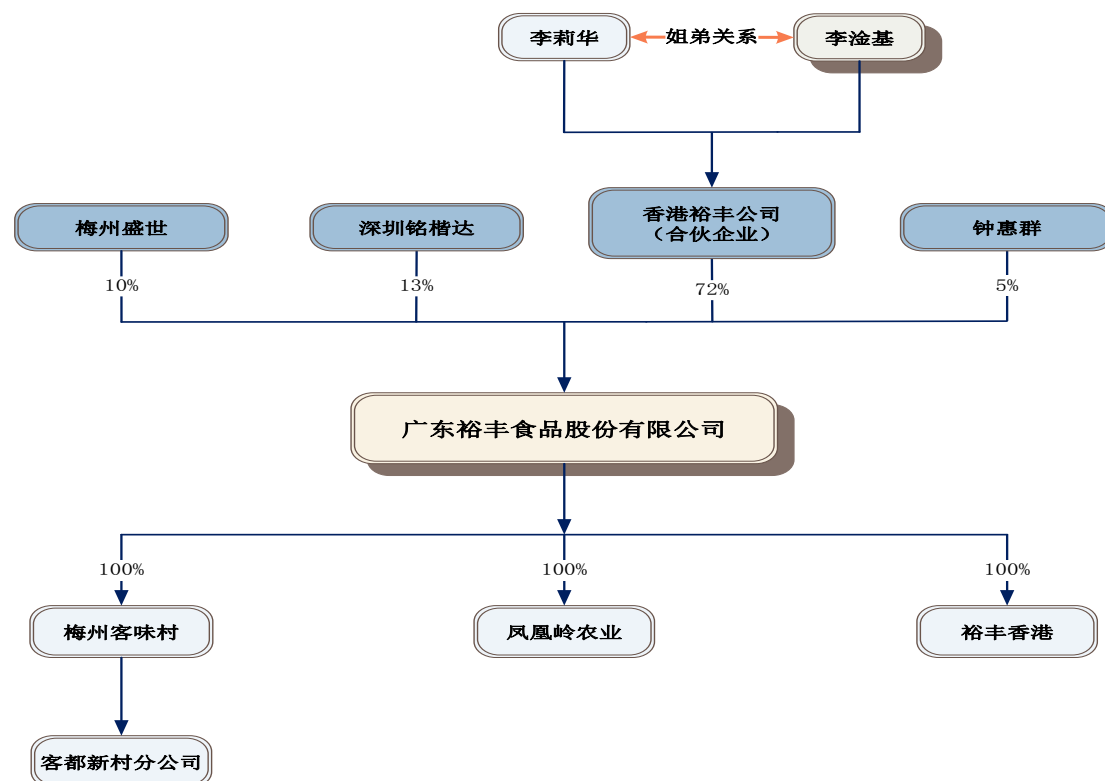 李莉华
姐弟关系
李淦基
梅州盛世
深圳铭楷达
香港裕丰公司
（合伙企业）
钟惠群
10%
13%
72%
5%
广东裕丰食品股份有限公司
100%
100%
100%
梅州客味村
凤凰岭农业
裕丰香港
客都新村分公司